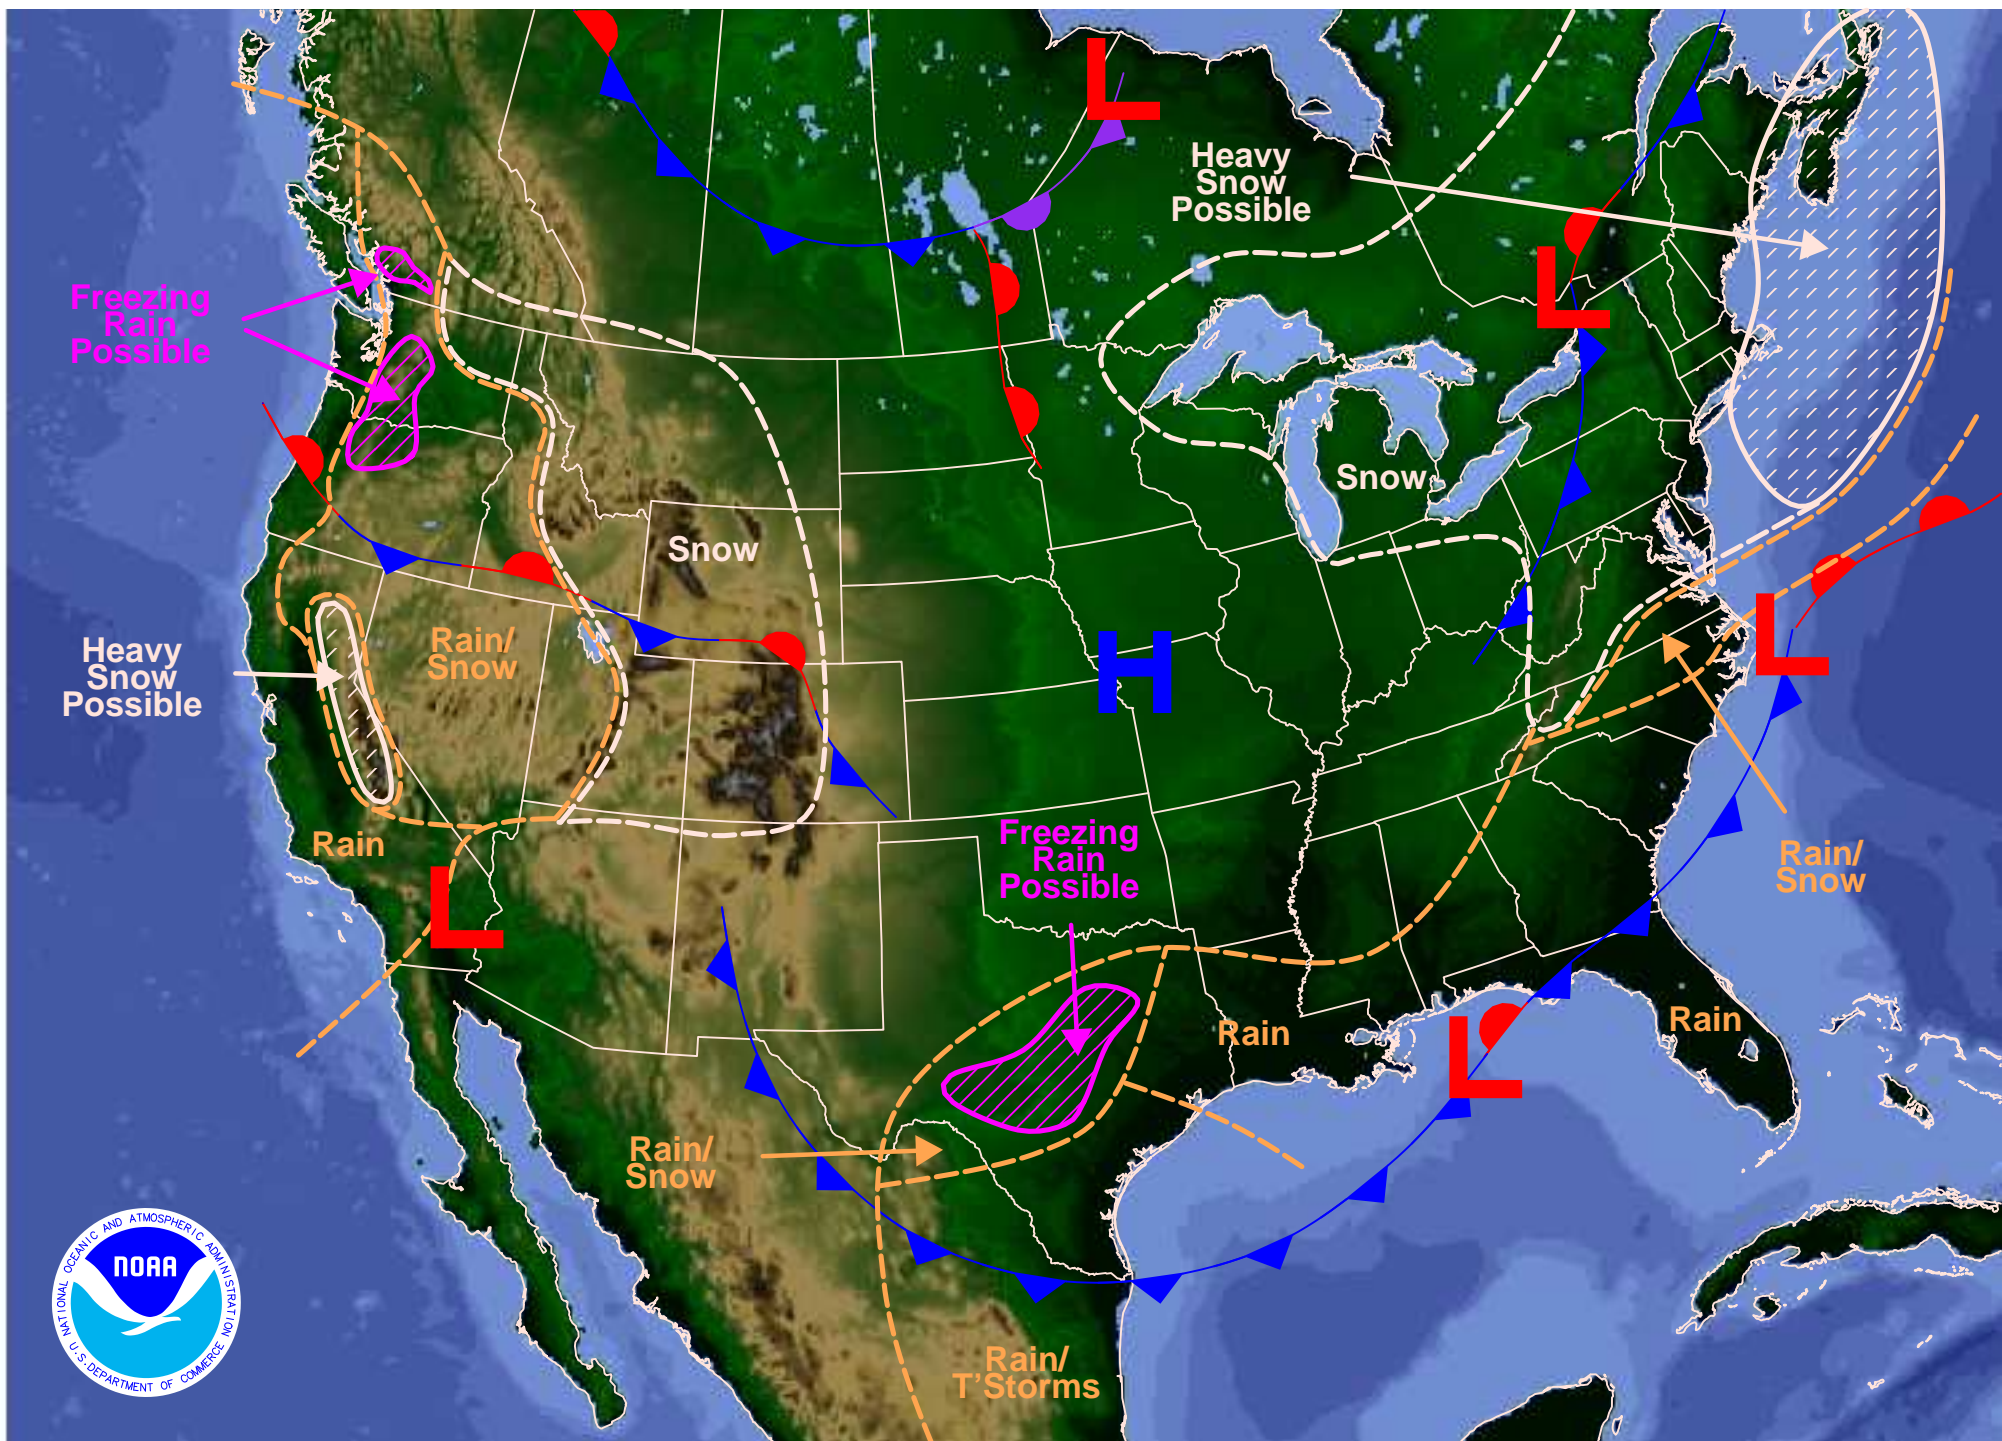 L
Heavy
Snow
Possible
L
Freezing
Rain
Possible
Snow
Snow
Heavy
Snow
Possible
Rain/
Snow
H
L
Rain
L
Freezing
Rain
Possible
Rain/
Snow
Rain
Rain
L
Rain/
Snow
Rain/
T'Storms
NATIONAL OCEANIC AND ATMOSPHERIC ADMINISTRATION
NOAA
U.S. DEPARTMENT OF COMMERCE